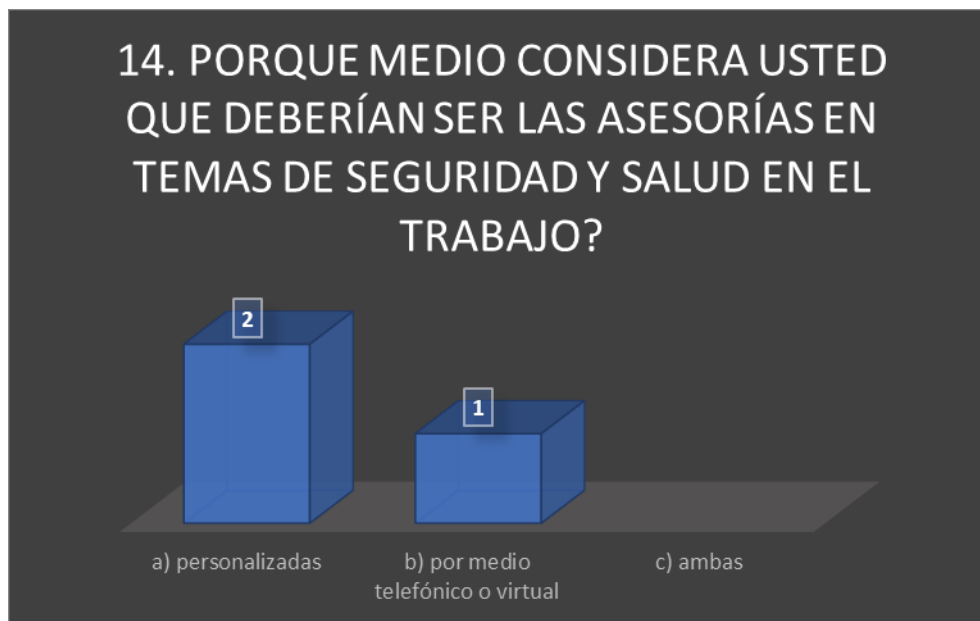 14. PORQUE MEDIO CONSIDERA USTED
QUE DEBERÍAN SER LAS ASESORÍAS EN
TEMAS DE SEGURIDAD Y SALUD EN EL
TRABAJO?
2
1
a) personalizadas
b) por medio
telefónico o virtual
c) ambas